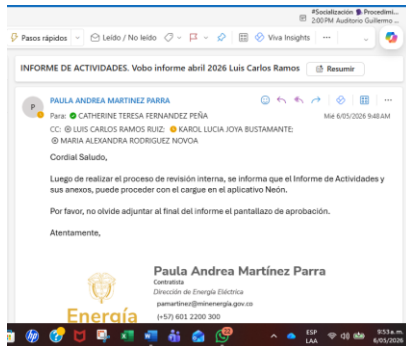 #Socialización Procedimi...
2:00 PM Auditorio Guillermo ...
Pasos rápidos
Leído / No leído
Viva Insights
INFORME DE ACTIVIDADES. Vobo informe abril 2026 Luis Carlos Ramos
Resumir
P
PAULA ANDREA MARTINEZ PARRA
Para: CATHERINE TERESA FERNANDEZ PEÑA
Mié 6/05/2026 9:48 AM
CC: LUIS CARLOS RAMOS RUIZ; KAROL LUCIA JOYA BUSTAMANTE;
MARIA ALEXANDRA RODRIGUEZ NOVOA
Cordial Saludo,
Luego de realizar el proceso de revisión interna, se informa que el Informe de Actividades y
sus anexos, puede proceder con el cargue en el aplicativo Neón.
Por favor, no olvide adjuntar al final del informe el pantallazo de aprobación.
Atentamente,
Paula Andrea Martínez Parra
Contratista
Dirección de Energía Eléctrica
pamartinez@minenergia.gov.co
(+57) 601 2200 300
Energía
ESP
LAA
9:53 a.m.
6/05/2026